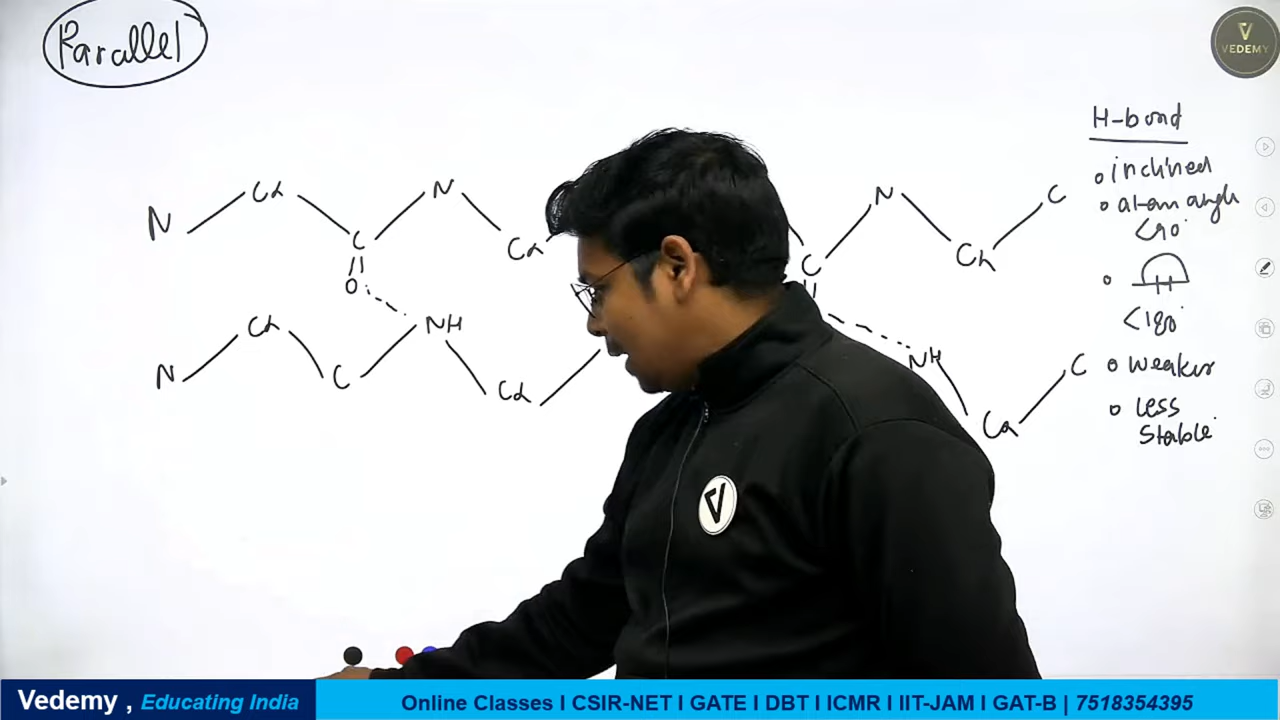 Parallel
V
VEDEMY
H-bond
inclined
atom angle
<90°
<180°
weaker
less
Stable
N Cα C N Cα C N Cα C
O
N Cα C NH Cα NH Cα C
Vedemy , Educating India
Online Classes I CSIR-NET I GATE I DBT I ICMR I IIT-JAM I GAT-B | 7518354395